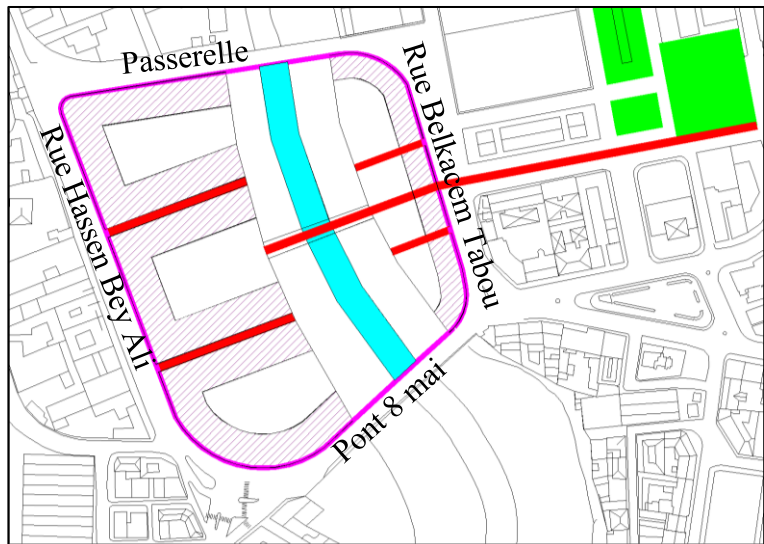 Passerelle
Rue Belkacem Tabou
Rue Hassen Bey Ali
Pont 8 mai